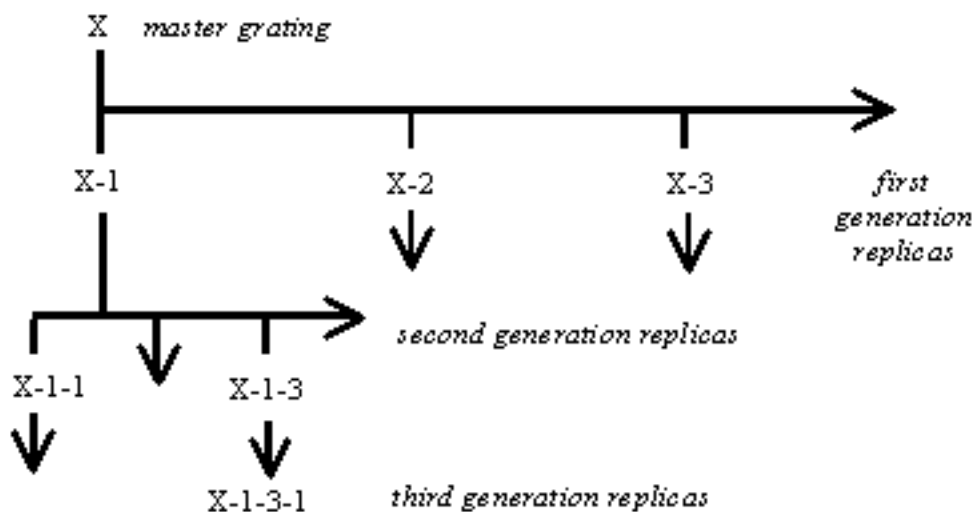 X master grating
X-1 X-2 X-3 first
generation
replicas
second generation replicas
X-1-1 X-1-3
X-1-3-1 third generation replicas